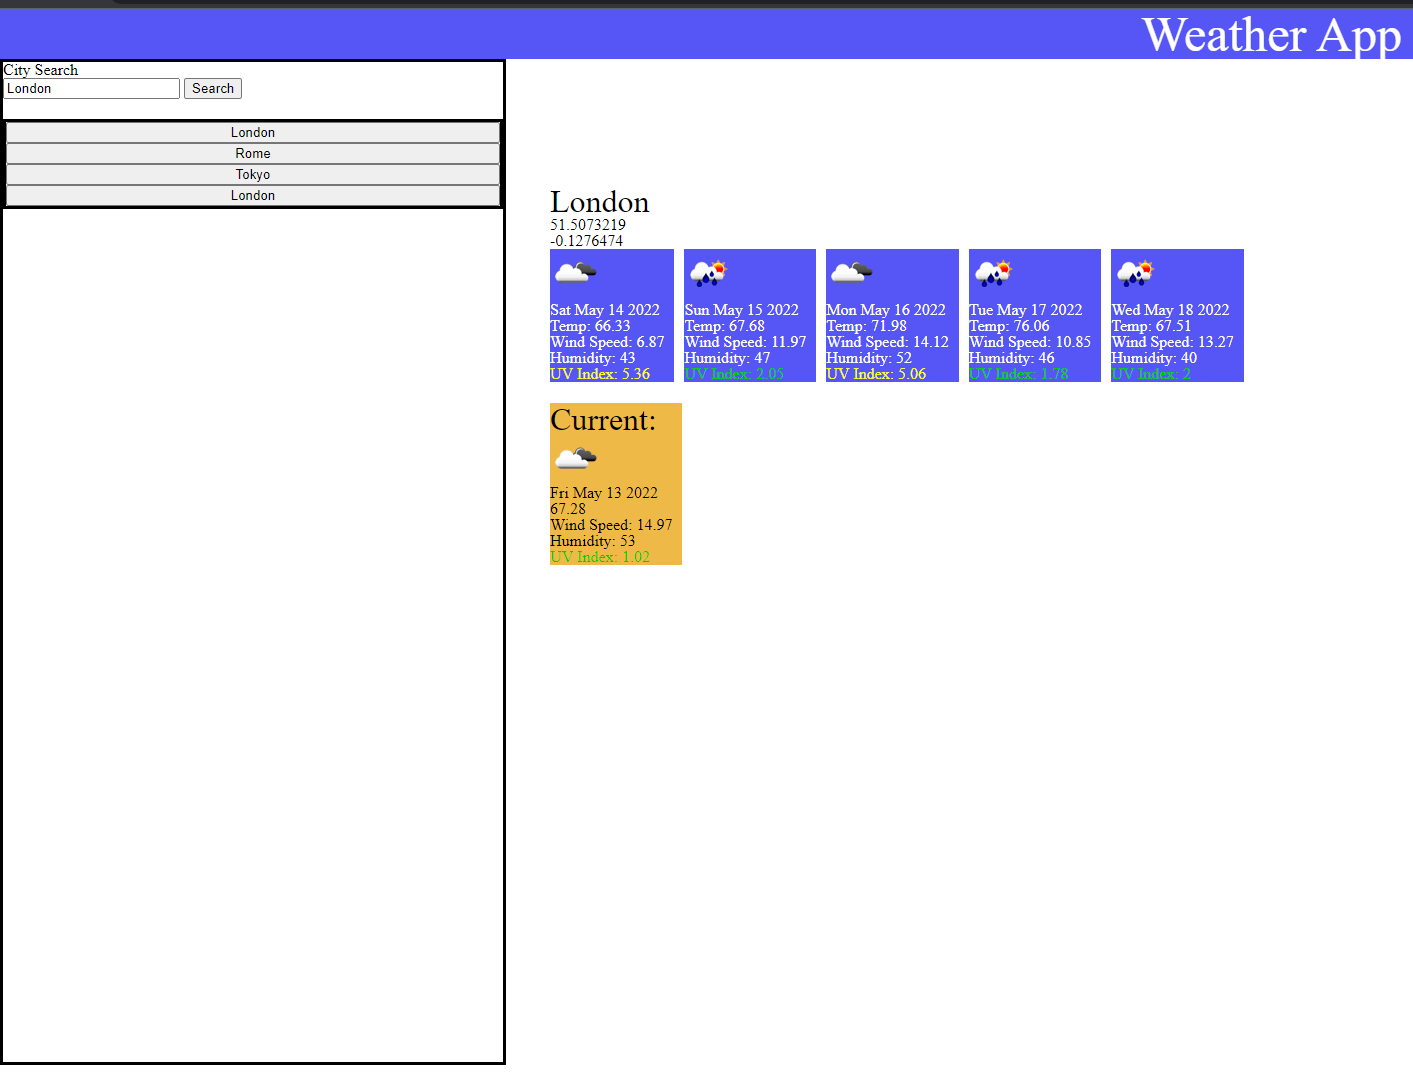 Weather App
City Search
London
Search
London
Rome
Tokyo
London
London
51.5073219
-0.1276474
Sat May 14 2022
Temp: 66.33
Wind Speed: 6.87
Humidity: 43
UV Index: 5.36
Sun May 15 2022
Temp: 67.68
Wind Speed: 11.97
Humidity: 47
UV Index: 2.05
Mon May 16 2022
Temp: 71.98
Wind Speed: 14.12
Humidity: 52
UV Index: 5.06
Tue May 17 2022
Temp: 76.06
Wind Speed: 10.85
Humidity: 46
UV Index: 1.78
Wed May 18 2022
Temp: 67.51
Wind Speed: 13.27
Humidity: 40
UV Index: 2
Current:
Fri May 13 2022
67.28
Wind Speed: 14.97
Humidity: 53
UV Index: 1.02